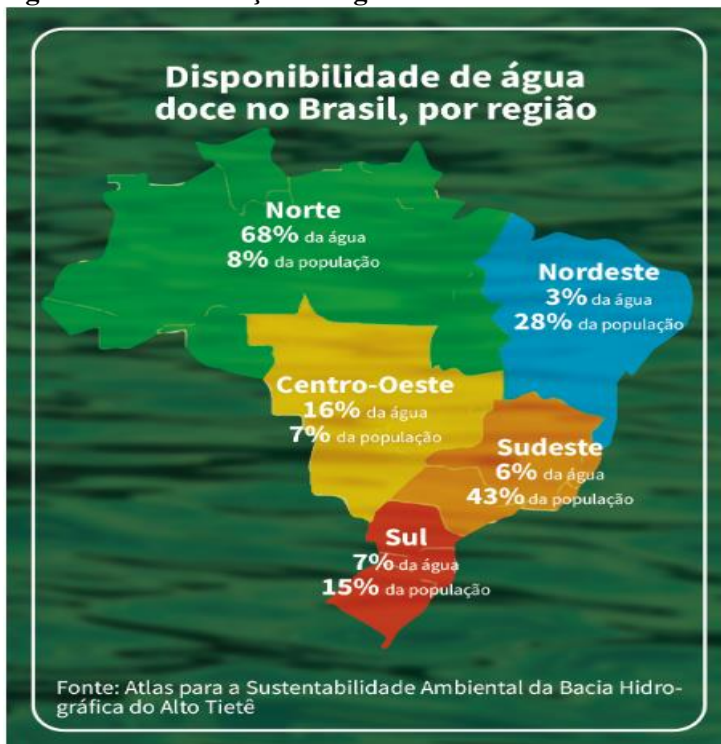 Disponibilidade de água
doce no Brasil, por região
Norte
68% da água
8% da população
Nordeste
3% da água
28% da população
Centro-Oeste
16% da água
7% da população
Sudeste
6% da água
43% da população
Sul
7% da água
15% da população
Fonte: Atlas para a Sustentabilidade Ambiental da Bacia Hidro-
gráfica do Alto Tietê